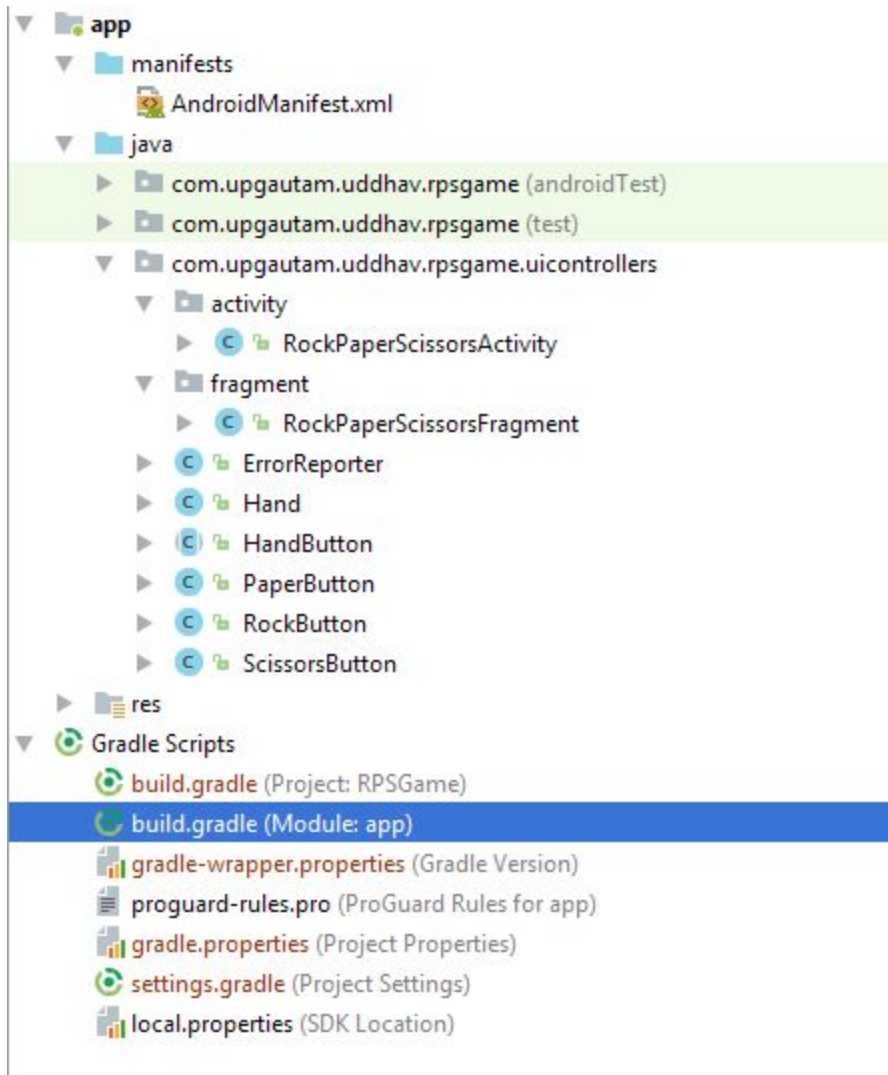 app
manifests
AndroidManifest.xml
java
com.upgautam.uddhav.rpsgame (androidTest)
com.upgautam.uddhav.rpsgame (test)
com.upgautam.uddhav.rpsgame.uicontrollers
activity
C RockPaperScissorsActivity
fragment
C RockPaperScissorsFragment
C ErrorReporter
C Hand
C HandButton
C PaperButton
C RockButton
C ScissorsButton
res
Gradle Scripts
build.gradle (Project: RPSGame)
build.gradle (Module: app)
gradle-wrapper.properties (Gradle Version)
proguard-rules.pro (ProGuard Rules for app)
gradle.properties (Project Properties)
settings.gradle (Project Settings)
local.properties (SDK Location)